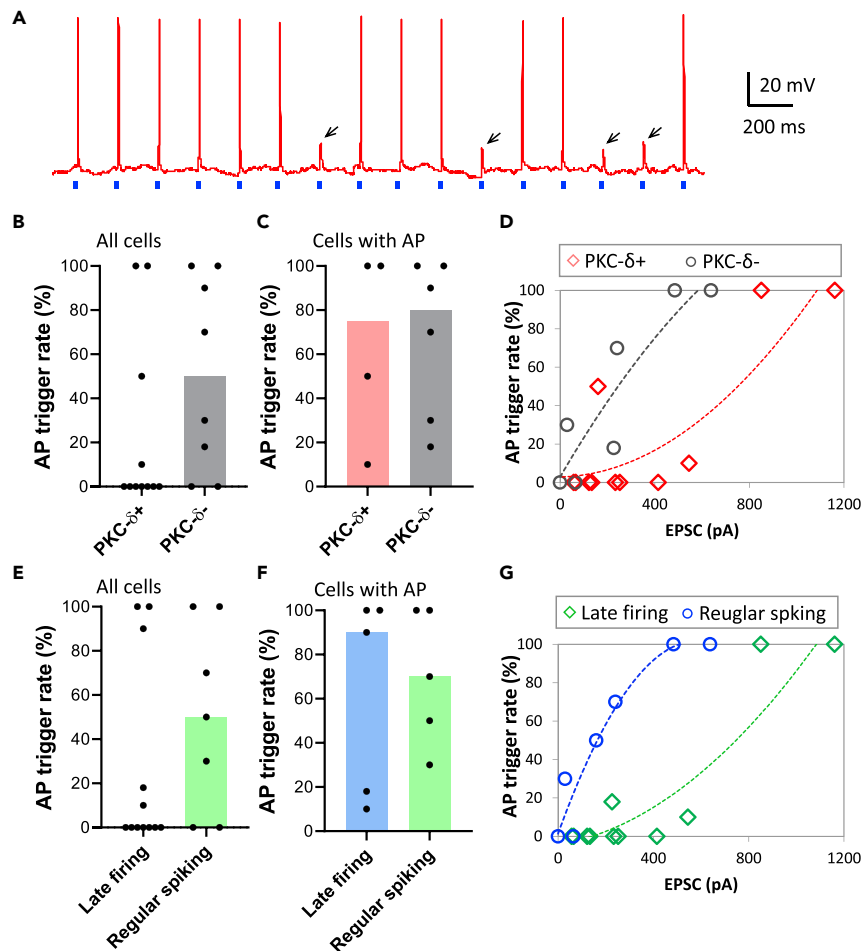 A
20 mV
200 ms
B
All cells
AP trigger rate (%)
100
80
60
40
20
0
PKC-δ+
PKC-δ-
C
Cells with AP
AP trigger rate (%)
100
80
60
40
20
0
PKC-δ+
PKC-δ-
D
PKC-δ+ PKC-δ-
AP trigger rate (%)
100
80
60
40
20
0
0 400 800 1200
EPSC (pA)
E
All cells
AP trigger rate (%)
100
80
60
40
20
0
Late firing
Regular spiking
F
Cells with AP
AP trigger rate (%)
100
80
60
40
20
0
Late firing
Regular spiking
G
Late firing Reuglar spking
AP trigger rate (%)
100
80
60
40
20
0
0 400 800 1200
EPSC (pA)